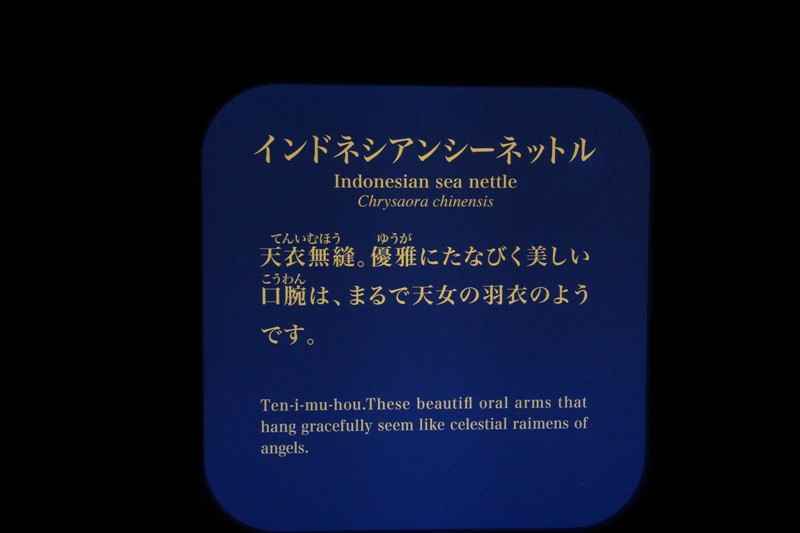 インドネシアンシーネットル
Indonesian sea nettle
Chrysaora chinensis
てんいむほう ゆうが
天衣無縫。優雅にたなびく美しい
こうわん
口腕は、まるで天女の羽衣のよう
です。
Ten-i-mu-hou.These beautifl oral arms that
hang gracefully seem like celestial raimens of
angels.